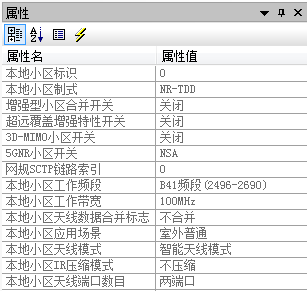 属性
属性名 属性值
本地小区标识 0
本地小区制式 NR-TDD
增强型小区合并开关 关闭
超远覆盖增强特性开关 关闭
3D-MIMO小区开关 关闭
5GNR小区开关 NSA
网规SCTP链路索引 0
本地小区工作频段 B41频段(2496-2690)
本地小区工作带宽 100MHz
本地小区天线数据合并标志 不合并
本地小区应用场景 室外普通
本地小区天线模式 智能天线模式
本地小区IR压缩模式 不压缩
本地小区天线端口数目 两端口